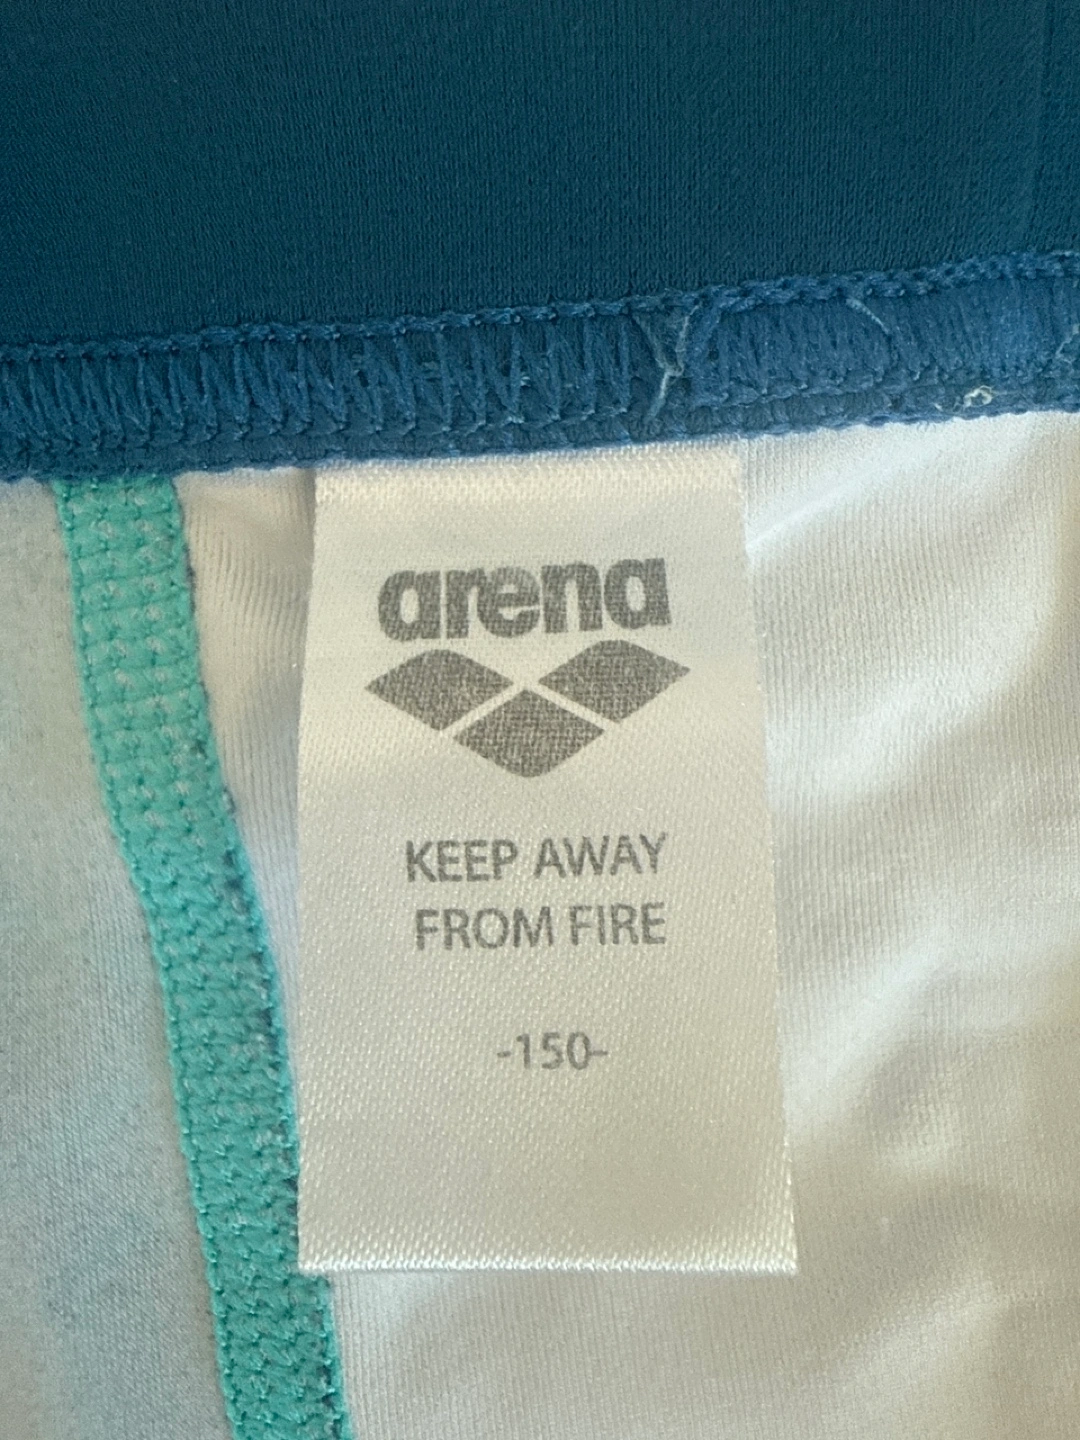 arena
KEEP AWAY
FROM FIRE
-150-